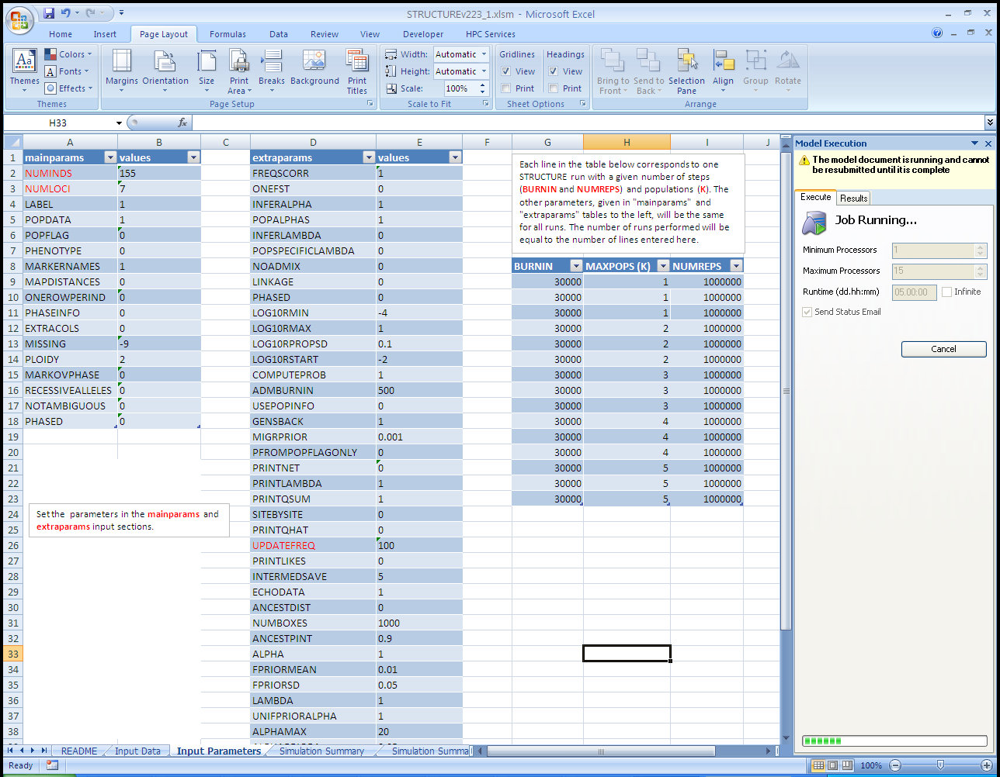 STRUCTUREv223_1.xlsm - Microsoft Excel
Home Insert Page Layout Formulas Data Review View Developer HPC Services
Themes Colors Fonts Effects
Themes
Margins Orientation Size Print Area Breaks Background Print Titles
Page Setup
Width: Automatic
Height: Automatic
Scale: 100%
Scale to Fit
Gridlines Headings
View View
Print Print
Sheet Options
Bring to Front Send to Back Selection Pane Align Group Rotate
Arrange
H33 fx
A B C D E F G H I J
1 mainparams values extraparams values
2 NUMINDS 155 FREQSCORR 1
3 NUMLOCI 7 ONEFST 0
4 LABEL 1 INFERALPHA 1
5 POPDATA 1 POPALPHAS 1
6 POPFLAG 0 INFERLAMBDA 0
7 PHENOTYPE 0 POPSPECIFICLAMBDA 0
Each line in the table below corresponds to one
STRUCTURE run with a given number of steps
(BURNIN and NUMREPS) and populations (K). The
other parameters, given in "mainparams" and
"extraparams" tables to the left, will be the same
for all runs. The number of runs performed will be
equal to the number of lines entered here.
8 MARKERNAMES 1 NOADMIX 0 BURNIN MAXPOPS (K) NUMREPS
9 MAPDISTANCES 0 LINKAGE 0 30000 1 1000000
10 ONEROWPERIND 0 PHASED 0 30000 1 1000000
11 PHASEINFO 0 LOG10RMIN -4 30000 1 1000000
12 EXTRACOLS 0 LOG10RMAX 1 30000 2 1000000
13 MISSING -9 LOG10RPROPSD 0.1 30000 2 1000000
14 PLOIDY 2 LOG10RSTART -2 30000 2 1000000
15 MARKOVPHASE 0 COMPUTEPROB 1 30000 3 1000000
16 RECESSIVEALLELES 0 ADMBURNIN 500 30000 3 1000000
17 NOTAMBIGUOUS 0 USEPOPINFO 0 30000 3 1000000
18 PHASED 0 GENSBACK 1 30000 4 1000000
19 MIGRPRIOR 0.001 30000 4 1000000
20 PFROMPOPFLAGONLY 0 30000 4 1000000
21 PRINTNET 0 30000 5 1000000
22 PRINTLAMBDA 1 30000 5 1000000
23 PRINTQSUM 1 30000 5 1000000
24 SITEBYSITE 0
25 PRINTQHAT 0
Set the parameters in the mainparams and
extraparams input sections.
26 UPDATEFREQ 100
27 PRINTLIKES 0
28 INTERMEDSAVE 5
29 ECHODATA 1
30 ANCESTDIST 0
31 NUMBOXES 1000
32 ANCESTPINT 0.9
33 ALPHA 1
34 FPRIORMEAN 0.01
35 FPRIORSD 0.05
36 LAMBDA 1
37 UNIFPRIORALPHA 1
38 ALPHAMAX 20
Model Execution
The model document is running and cannot
be resubmitted until it is complete
Execute Results
Job Running...
Minimum Processors 1
Maximum Processors 15
Runtime (dd.hh:mm) 05.00:00 Infinite
Send Status Email
Cancel
README Input Data Input Parameters Simulation Summary Simulation Summa
Ready 100%